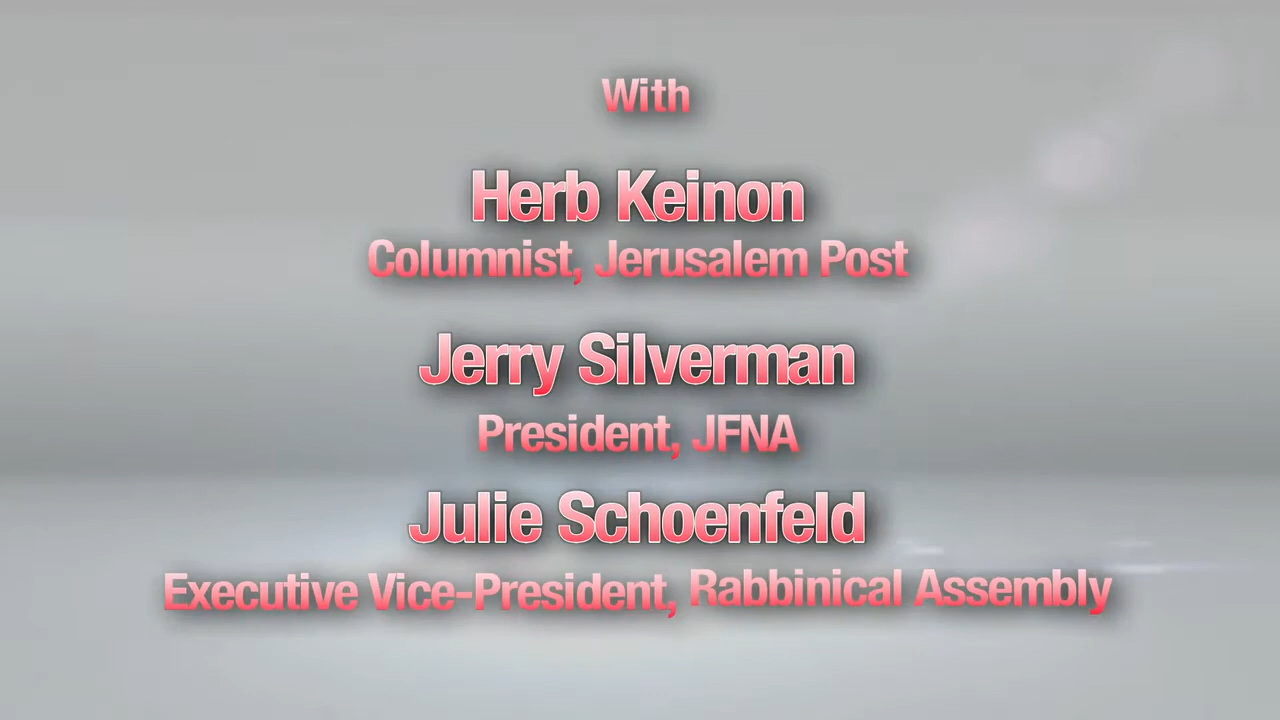 With
Herb Keinon
Columnist, Jerusalem Post
Jerry Silverman
President, JFNA
Julie Schoenfeld
Executive Vice-President, Rabbinical Assembly